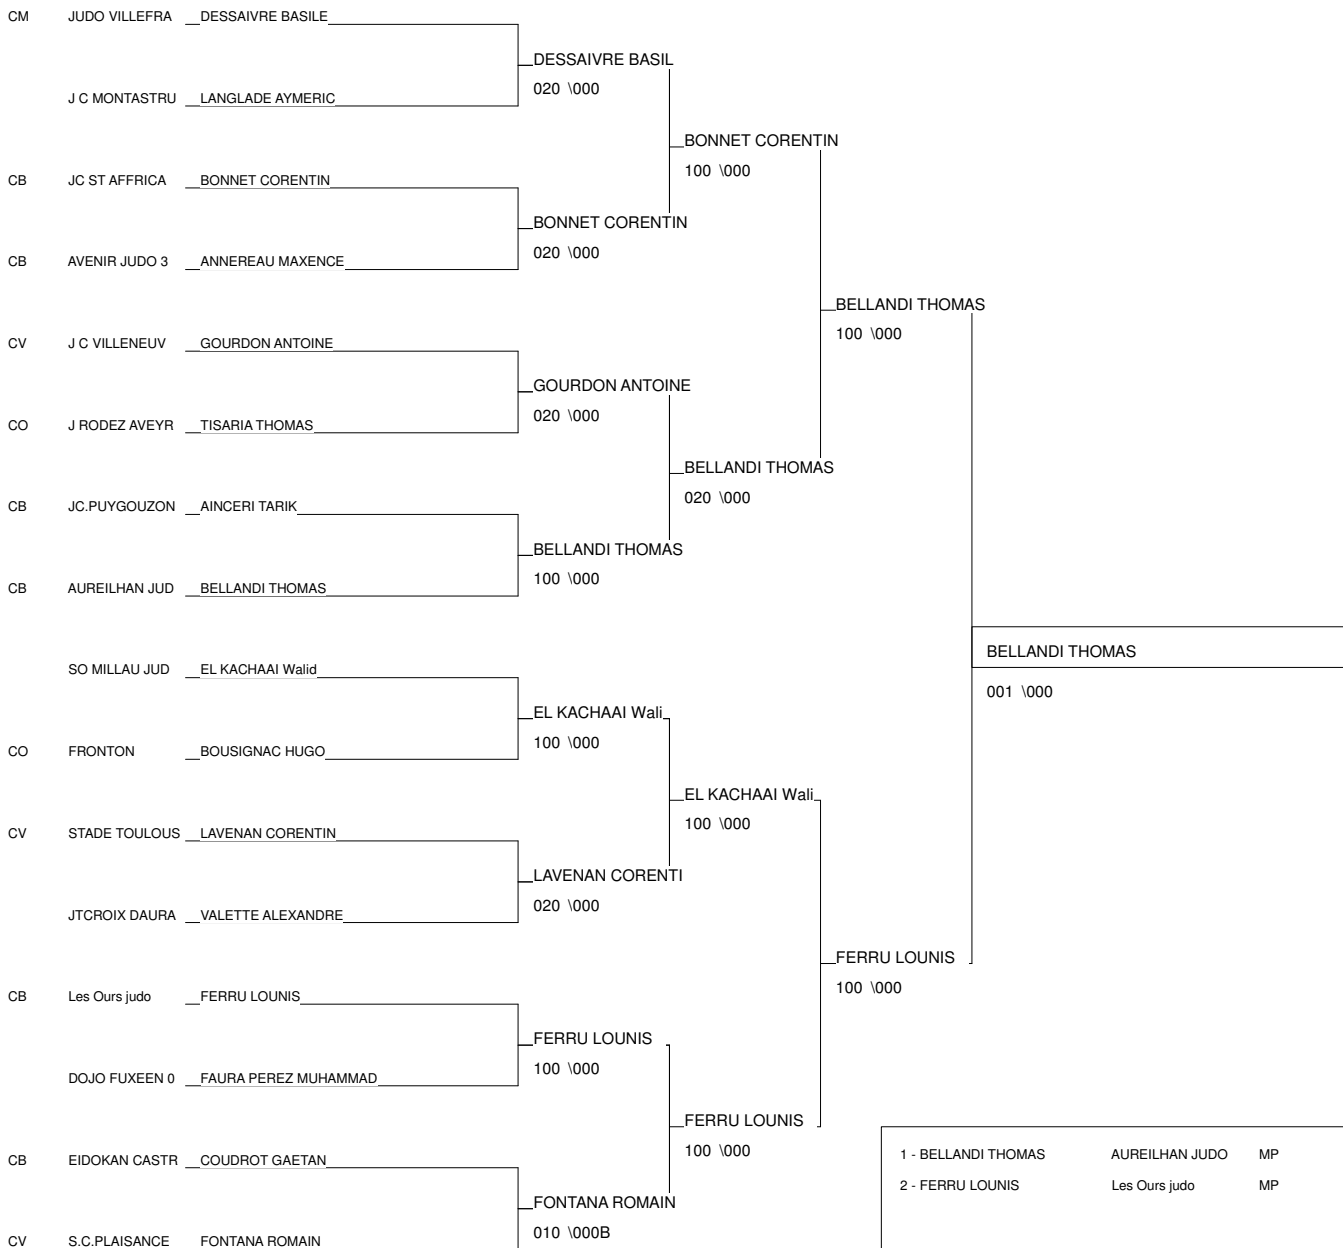 CM JUDO VILLEFRA DESSAIVRE BASILE
DESSAIVRE BASIL
020 \000
J C MONTASTRU LANGLADE AYMERIC
BONNET CORENTIN
100 \000
CB JC ST AFFRICA BONNET CORENTIN
BONNET CORENTIN
020 \000
CB AVENIR JUDO 3 ANNEREAU MAXENCE
BELLANDI THOMAS
100 \000
CV J C VILLENEUV GOURDON ANTOINE
GOURDON ANTOINE
020 \000
CO J RODEZ AVEYR TISARIA THOMAS
BELLANDI THOMAS
020 \000
CB JC.PUYGOUZON AINCERI TARIK
BELLANDI THOMAS
100 \000
CB AUREILHAN JUD BELLANDI THOMAS
BELLANDI THOMAS
001 \000
SO MILLAU JUD EL KACHAAI Walid
EL KACHAAI Wali
100 \000
CO FRONTON BOUSIGNAC HUGO
EL KACHAAI Wali
100 \000
CV STADE TOULOUS LAVENAN CORENTIN
LAVENAN CORENTI
020 \000
JTCROIX DAURA VALETTE ALEXANDRE
FERRU LOUNIS
100 \000
CB Les Ours judo FERRU LOUNIS
FERRU LOUNIS
100 \000
DOJO FUXEEN 0 FAURA PEREZ MUHAMMAD
FERRU LOUNIS
100 \000
CB EIDOKAN CASTR COUDROT GAETAN
FONTANA ROMAIN
010 \000B
CV S.C.PLAISANCE FONTANA ROMAIN
1 - BELLANDI THOMAS AUREILHAN JUDO MP
2 - FERRU LOUNIS Les Ours judo MP